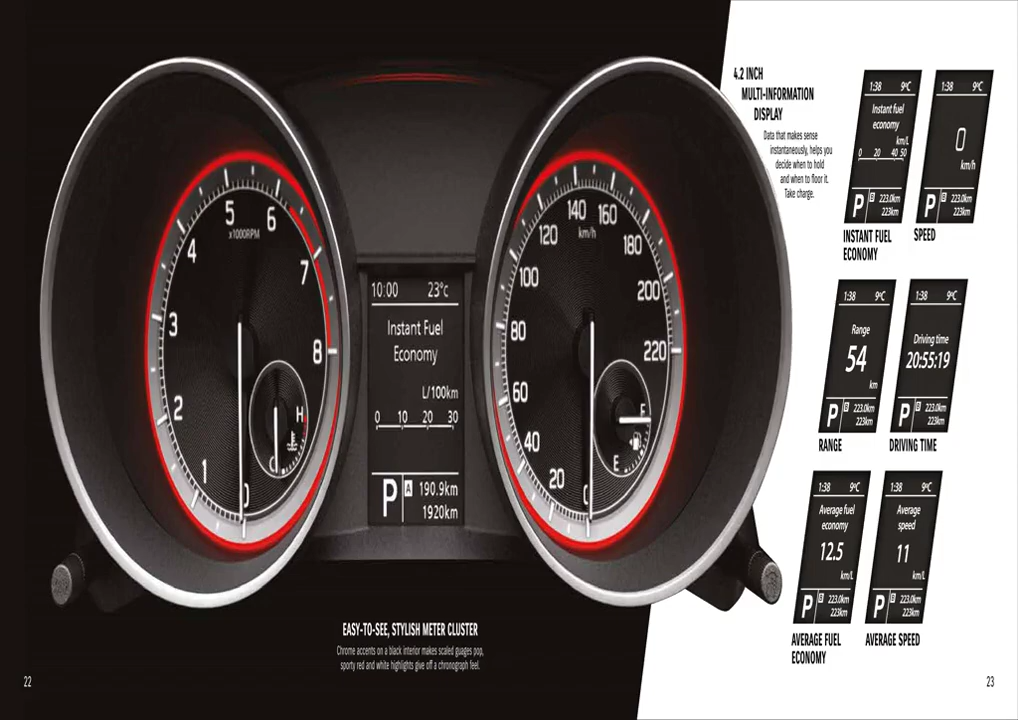 5
6
x1000RPM
4
7
3
8
2
H
C
1
0
10:00 23°c
Instant Fuel
Economy
L/100km
0 10 20 30
P A 190.9km
1920km
140 160
km/h
120
180
100
200
80
220
60
F
40
E
20
0
EASY-TO-SEE, STYLISH METER CLUSTER
Chrome accents on a black interior makes scaled guages pop,
sporty red and white highlights give off a chronograph feel.
22
4.2 INCH
MULTI-INFORMATION
DISPLAY
Data that makes sense
instantaneously, helps you
decide when to hold
and when to floor it.
Take charge.
1:38 9°C
Instant fuel
economy
km/L
0 20 40 50
P B 223.0km
223km
INSTANT FUEL
ECONOMY
1:38 9°C
0
km/h
P B 223.0km
223km
SPEED
1:38 9°C
Range
54
km
P B 223.0km
223km
RANGE
1:38 9°C
Driving time
20:55:19
P B 223.0km
223km
DRIVING TIME
1:38 9°C
Average fuel
economy
12.5
km/L
P B 223.0km
223km
AVERAGE FUEL
ECONOMY
1:38 9°C
Average
speed
11
km/L
P B 223.0km
223km
AVERAGE SPEED
23